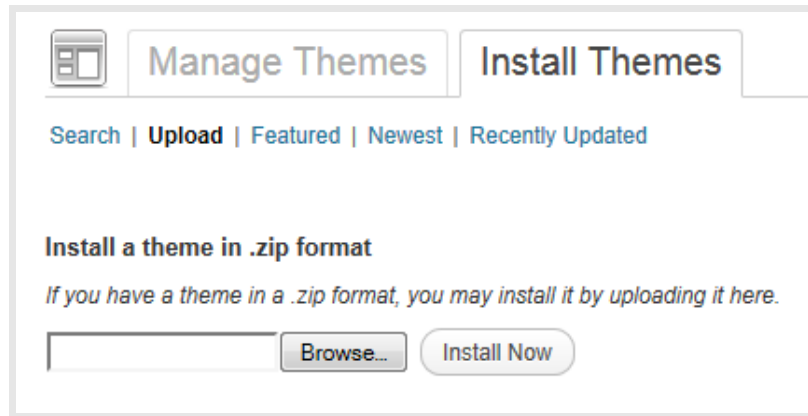 Manage Themes Install Themes
Search | Upload | Featured | Newest | Recently Updated
Install a theme in .zip format
If you have a theme in a .zip format, you may install it by uploading it here.
Browse... Install Now